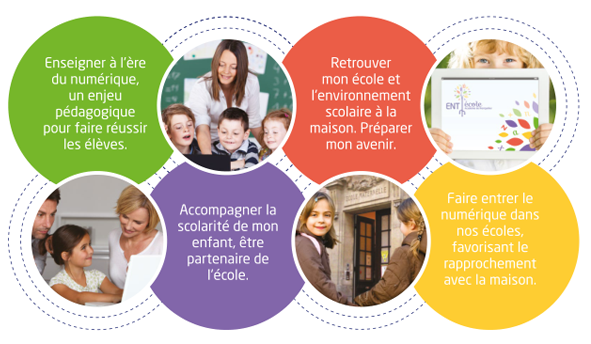 Enseigner à l'ère
du numérique,
un enjeu
pédagogique
pour faire réussir
les élèves.
Retrouver
mon école et
l'environnement
scolaire à la
maison. Préparer
mon avenir.
ENT école
Accompagner la
scolarité de mon
enfant, être
partenaire de
l'école.
Faire entrer le
numérique dans
nos écoles,
favorisant le
rapprochement
avec la maison.